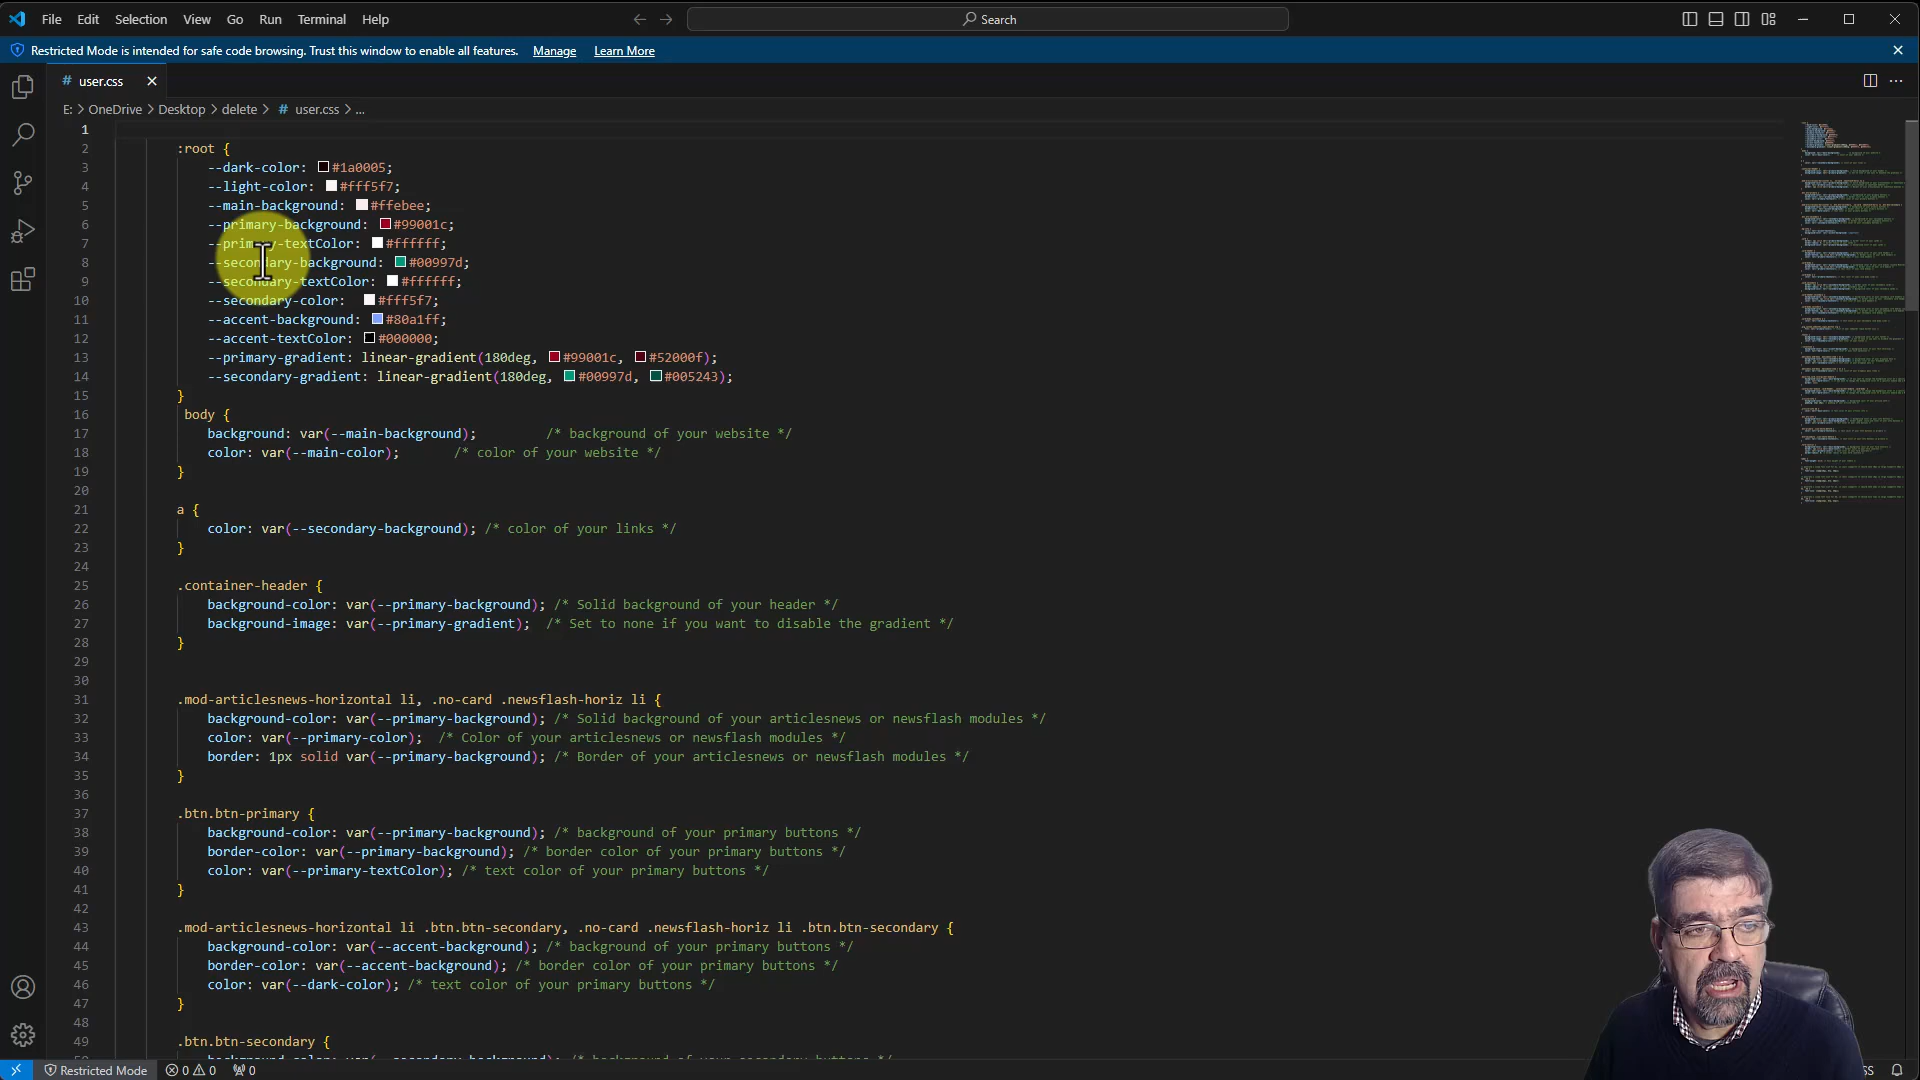 File Edit Selection View Go Run Terminal Help
Search
Restricted Mode is intended for safe code browsing. Trust this window to enable all features. Manage Learn More
# user.css
E: > OneDrive > Desktop > delete > # user.css > ...
1
2 :root {
3 --dark-color: #1a0005;
4 --light-color: #fff5f7;
5 --main-background: #ffebee;
6 --primary-background: #99001c;
7 --primary-textColor: #ffffff;
8 --secondary-background: #00997d;
9 --secondary-textColor: #ffffff;
10 --secondary-color: #fff5f7;
11 --accent-background: #80a1ff;
12 --accent-textColor: #000000;
13 --primary-gradient: linear-gradient(180deg, #99001c, #52000f);
14 --secondary-gradient: linear-gradient(180deg, #00997d, #005243);
15 }
16 body {
17 background: var(--main-background); /* background of your website */
18 color: var(--main-color); /* color of your website */
19 }
20
21 a {
22 color: var(--secondary-background); /* color of your links */
23 }
24
25 .container-header {
26 background-color: var(--primary-background); /* Solid background of your header */
27 background-image: var(--primary-gradient); /* Set to none if you want to disable the gradient */
28 }
29
30
31 .mod-articlesnews-horizontal li, .no-card .newsflash-horiz li {
32 background-color: var(--primary-background); /* Solid background of your articlesnews or newsflash modules */
33 color: var(--primary-color); /* Color of your articlesnews or newsflash modules */
34 border: 1px solid var(--primary-background); /* Border of your articlesnews or newsflash modules */
35 }
36
37 .btn.btn-primary {
38 background-color: var(--primary-background); /* background of your primary buttons */
39 border-color: var(--primary-background); /* border color of your primary buttons */
40 color: var(--primary-textColor); /* text color of your primary buttons */
41 }
42
43 .mod-articlesnews-horizontal li .btn.btn-secondary, .no-card .newsflash-horiz li .btn.btn-secondary {
44 background-color: var(--accent-background); /* background of your primary buttons */
45 border-color: var(--accent-background); /* border color of your primary buttons */
46 color: var(--dark-color); /* text color of your primary buttons */
47 }
48
49 .btn.btn-secondary {
Restricted Mode 0 0 0